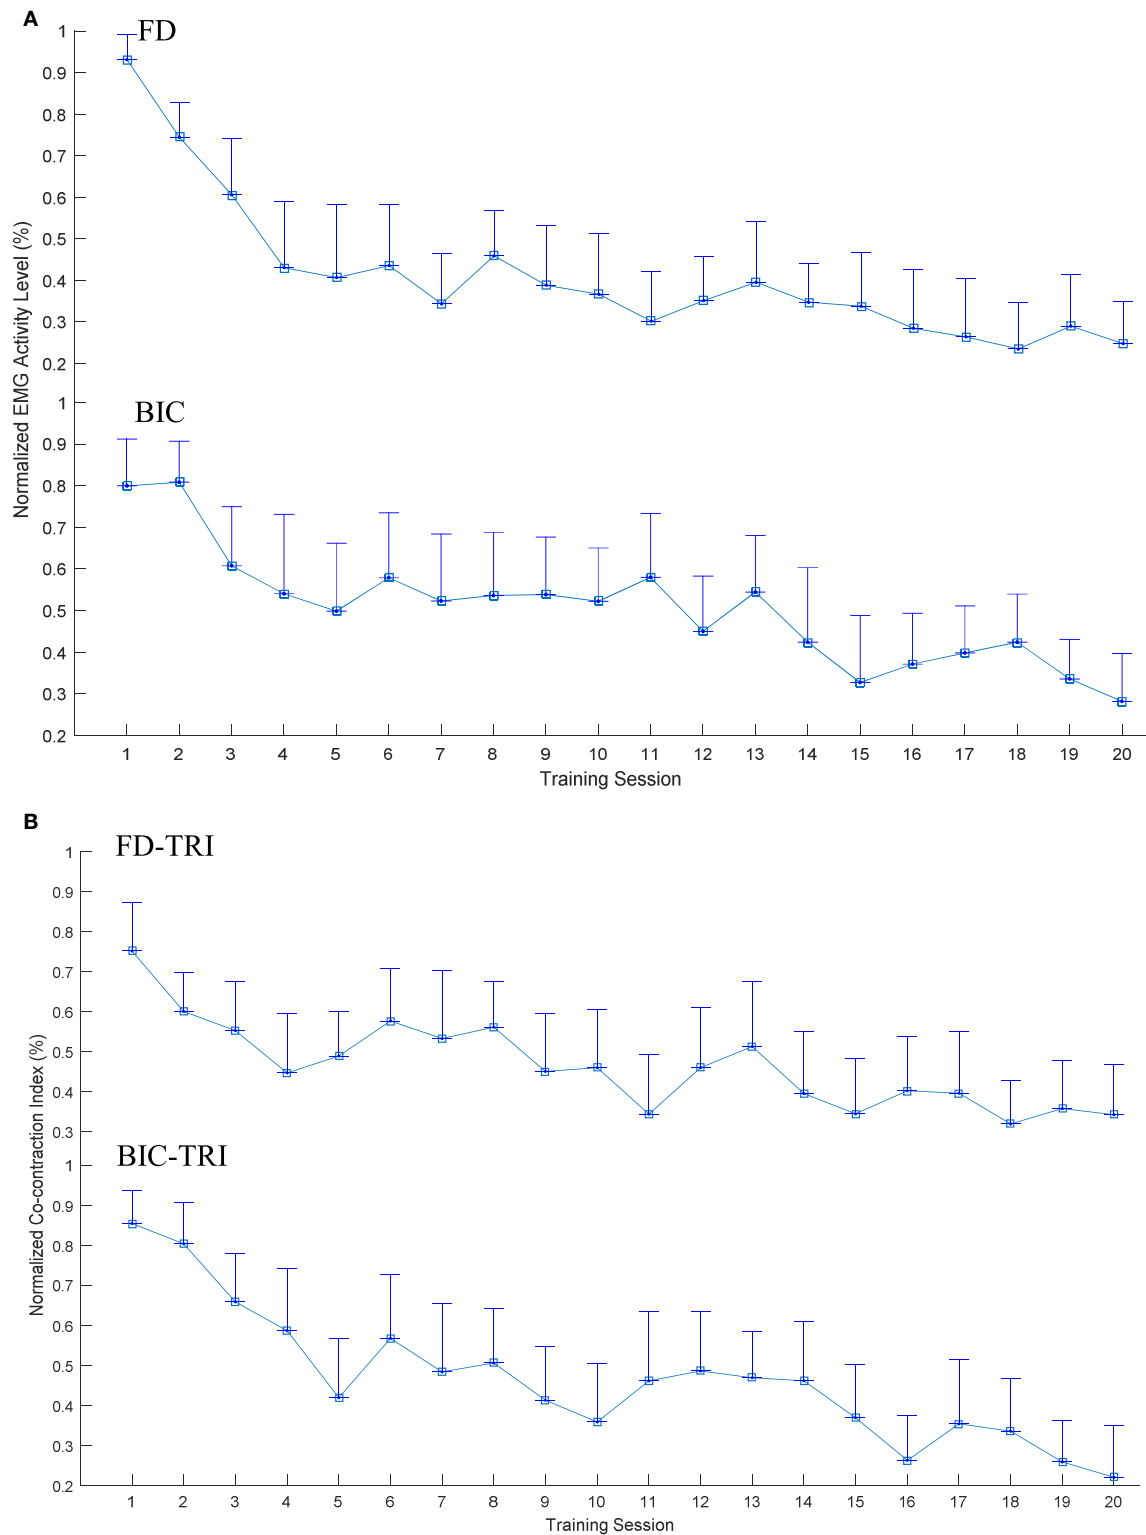 A
FD
1
0.9
0.8
0.7
0.6
0.5
0.4
0.3
0.2
Normalized EMG Activity Level (%)
BIC
1
0.9
0.8
0.7
0.6
0.5
0.4
0.3
0.2
1 2 3 4 5 6 7 8 9 10 11 12 13 14 15 16 17 18 19 20
Training Session
B
FD-TRI
1
0.9
0.8
0.7
0.6
0.5
0.4
0.3
Normalized Co-contraction Index (%)
BIC-TRI
1
0.9
0.8
0.7
0.6
0.5
0.4
0.3
0.2
1 2 3 4 5 6 7 8 9 10 11 12 13 14 15 16 17 18 19 20
Training Session